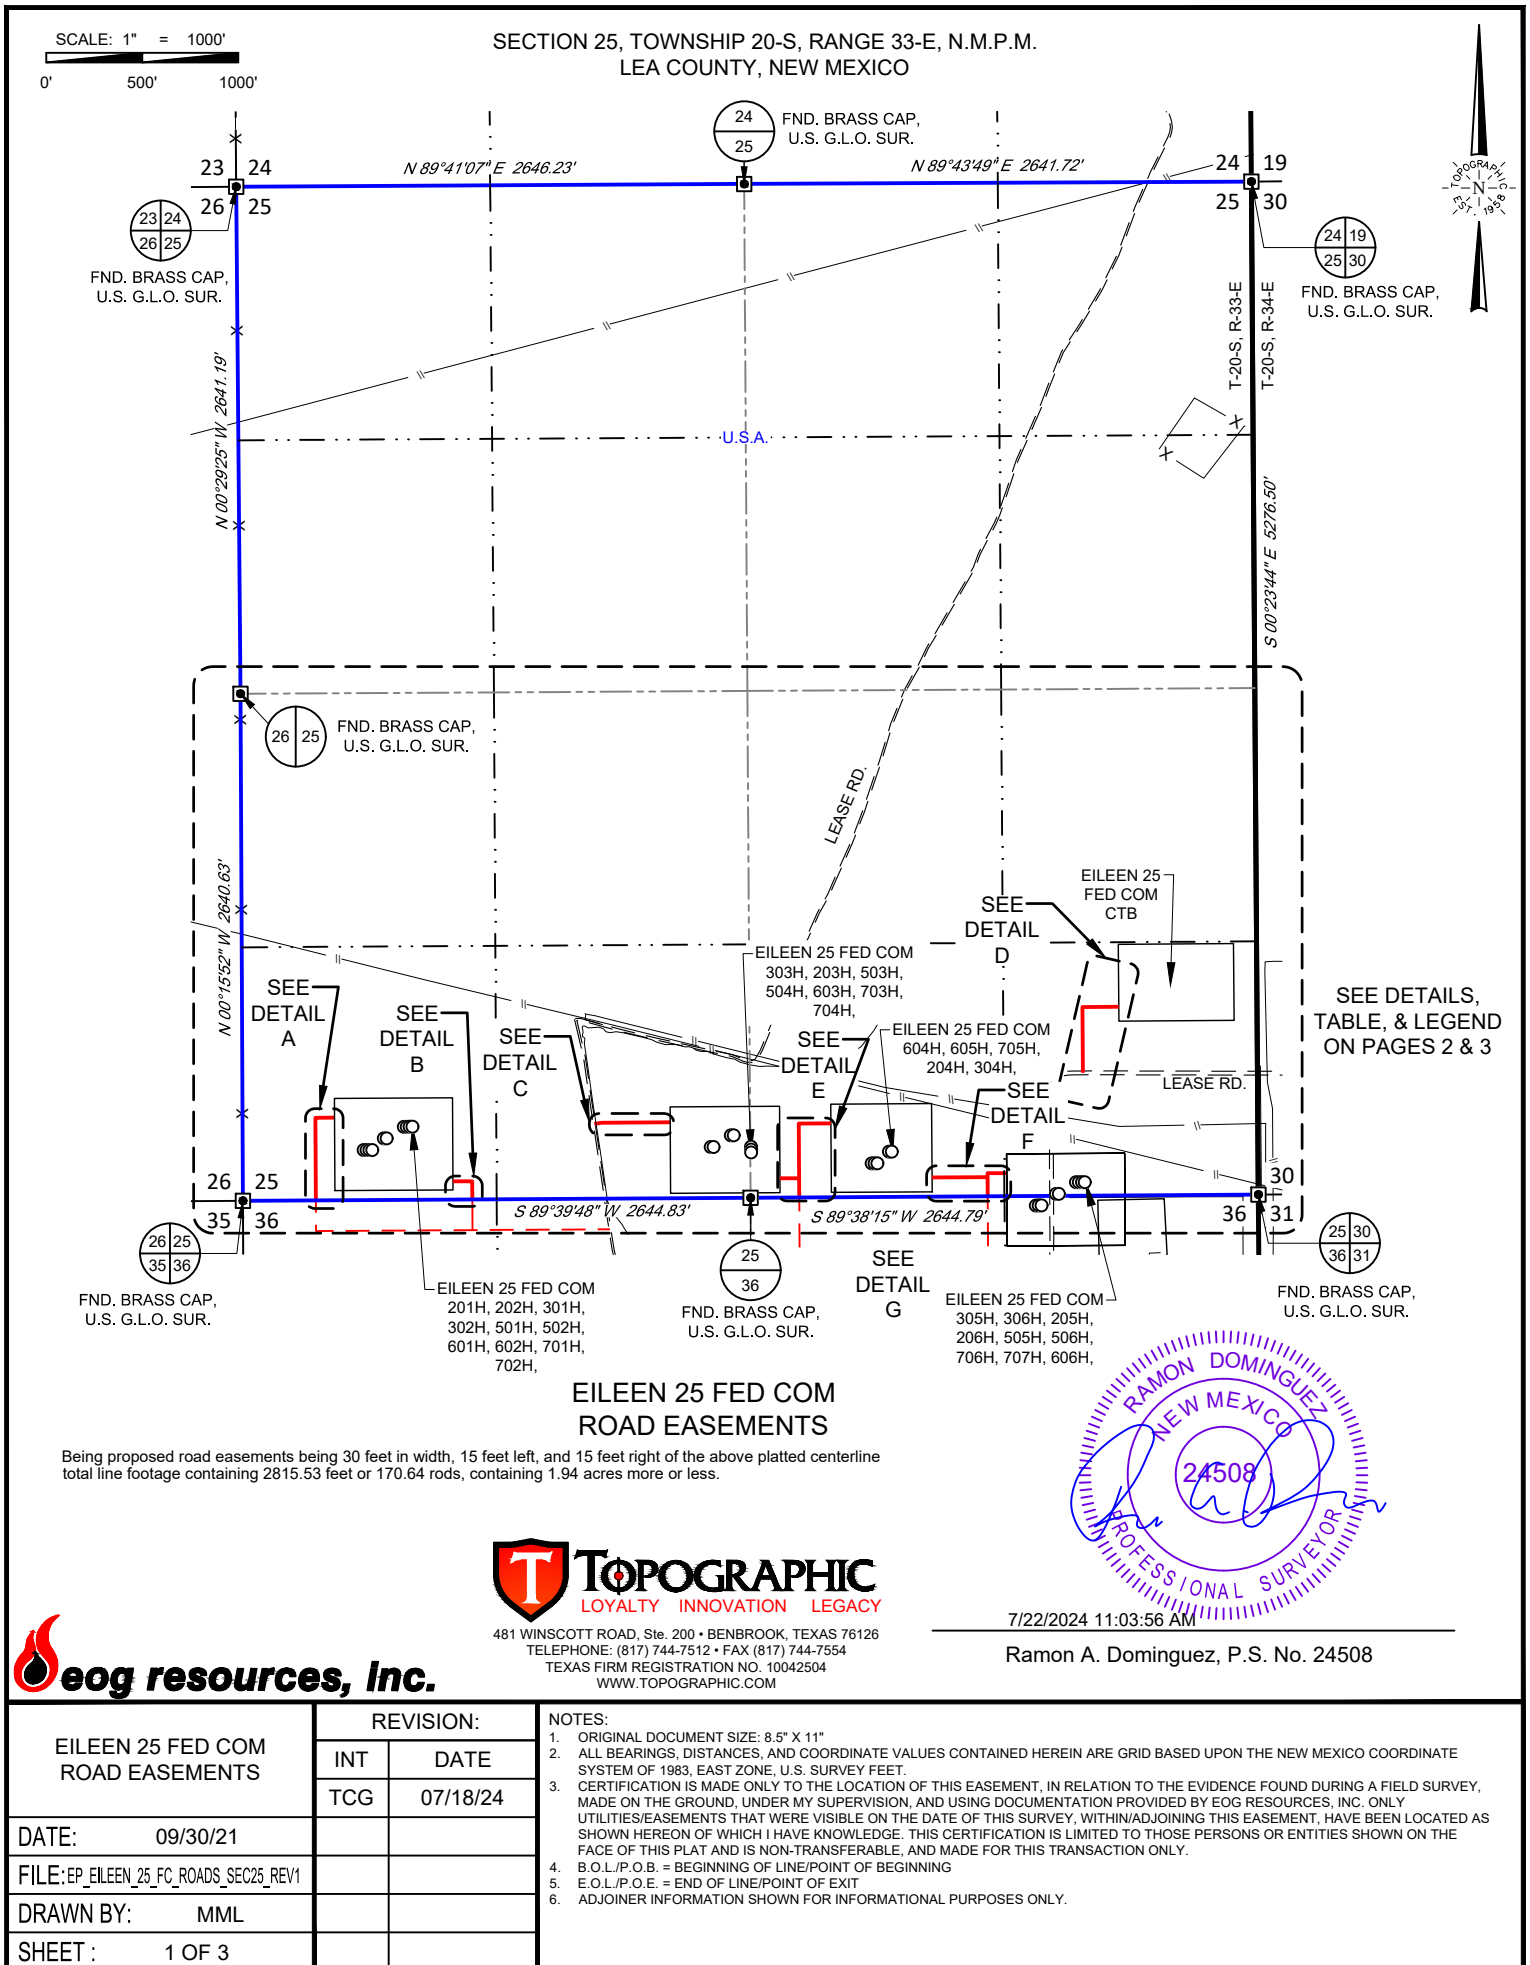 SCALE: 1" = 1000'
0' 500' 1000'
SECTION 25, TOWNSHIP 20-S, RANGE 33-E, N.M.P.M.
LEA COUNTY, NEW MEXICO
TOPOGRAPHIC
N
EST. 1958
24
25
FND. BRASS CAP,
U.S. G.L.O. SUR.
N 89°41'07" E 2646.23'
N 89°43'49" E 2641.72'
23 24
26 25
24 19
25 30
23 24
26 25
FND. BRASS CAP,
U.S. G.L.O. SUR.
24 19
25 30
FND. BRASS CAP,
U.S. G.L.O. SUR.
T-20-S, R-33-E
T-20-S, R-34-E
N 00°29'25" W 2641.19'
U.S.A.
S 00°23'44" E 5276.50'
26 25
FND. BRASS CAP,
U.S. G.L.O. SUR.
LEASE RD.
N 00°15'52" W 2640.63'
EILEEN 25
FED COM
CTB
SEE
DETAIL
D
EILEEN 25 FED COM
303H, 203H, 503H,
504H, 603H, 703H,
704H,
SEE
DETAIL
A
SEE
DETAIL
B
SEE
DETAIL
C
SEE
DETAIL
E
EILEEN 25 FED COM
604H, 605H, 705H,
204H, 304H,
SEE
DETAIL
F
LEASE RD.
SEE DETAILS,
TABLE, & LEGEND
ON PAGES 2 & 3
26 25
35 36
30
36 31
S 89°39'48" W 2644.83'
S 89°38'15" W 2644.79'
26 25
35 36
FND. BRASS CAP,
U.S. G.L.O. SUR.
EILEEN 25 FED COM
201H, 202H, 301H,
302H, 501H, 502H,
601H, 602H, 701H,
702H,
25
36
FND. BRASS CAP,
U.S. G.L.O. SUR.
SEE
DETAIL
G
EILEEN 25 FED COM
305H, 306H, 205H,
206H, 505H, 506H,
706H, 707H, 606H,
25 30
36 31
FND. BRASS CAP,
U.S. G.L.O. SUR.
EILEEN 25 FED COM
ROAD EASEMENTS
Being proposed road easements being 30 feet in width, 15 feet left, and 15 feet right of the above platted centerline
total line footage containing 2815.53 feet or 170.64 rods, containing 1.94 acres more or less.
RAMON DOMINGUEZ
NEW MEXICO
24508
PROFESSIONAL SURVEYOR
7/22/2024 11:03:56 AM
Ramon A. Dominguez, P.S. No. 24508
T TOPOGRAPHIC
LOYALTY INNOVATION LEGACY
481 WINSCOTT ROAD, Ste. 200 • BENBROOK, TEXAS 76126
TELEPHONE: (817) 744-7512 • FAX (817) 744-7554
TEXAS FIRM REGISTRATION NO. 10042504
WWW.TOPOGRAPHIC.COM
eog resources, inc.
EILEEN 25 FED COM
ROAD EASEMENTS
REVISION:
INT DATE
TCG 07/18/24
DATE: 09/30/21
FILE: EP_EILEEN_25_FC_ROADS_SEC25_REV1
DRAWN BY: MML
SHEET : 1 OF 3
NOTES:
1. ORIGINAL DOCUMENT SIZE: 8.5" X 11"
2. ALL BEARINGS, DISTANCES, AND COORDINATE VALUES CONTAINED HEREIN ARE GRID BASED UPON THE NEW MEXICO COORDINATE
SYSTEM OF 1983, EAST ZONE, U.S. SURVEY FEET.
3. CERTIFICATION IS MADE ONLY TO THE LOCATION OF THIS EASEMENT, IN RELATION TO THE EVIDENCE FOUND DURING A FIELD SURVEY,
MADE ON THE GROUND, UNDER MY SUPERVISION, AND USING DOCUMENTATION PROVIDED BY EOG RESOURCES, INC. ONLY
UTILITIES/EASEMENTS THAT WERE VISIBLE ON THE DATE OF THIS SURVEY, WITHIN/ADJOINING THIS EASEMENT, HAVE BEEN LOCATED AS
SHOWN HEREON OF WHICH I HAVE KNOWLEDGE. THIS CERTIFICATION IS LIMITED TO THOSE PERSONS OR ENTITIES SHOWN ON THE
FACE OF THIS PLAT AND IS NON-TRANSFERABLE, AND MADE FOR THIS TRANSACTION ONLY.
4. B.O.L./P.O.B. = BEGINNING OF LINE/POINT OF BEGINNING
5. E.O.L./P.O.E. = END OF LINE/POINT OF EXIT
6. ADJOINER INFORMATION SHOWN FOR INFORMATIONAL PURPOSES ONLY.